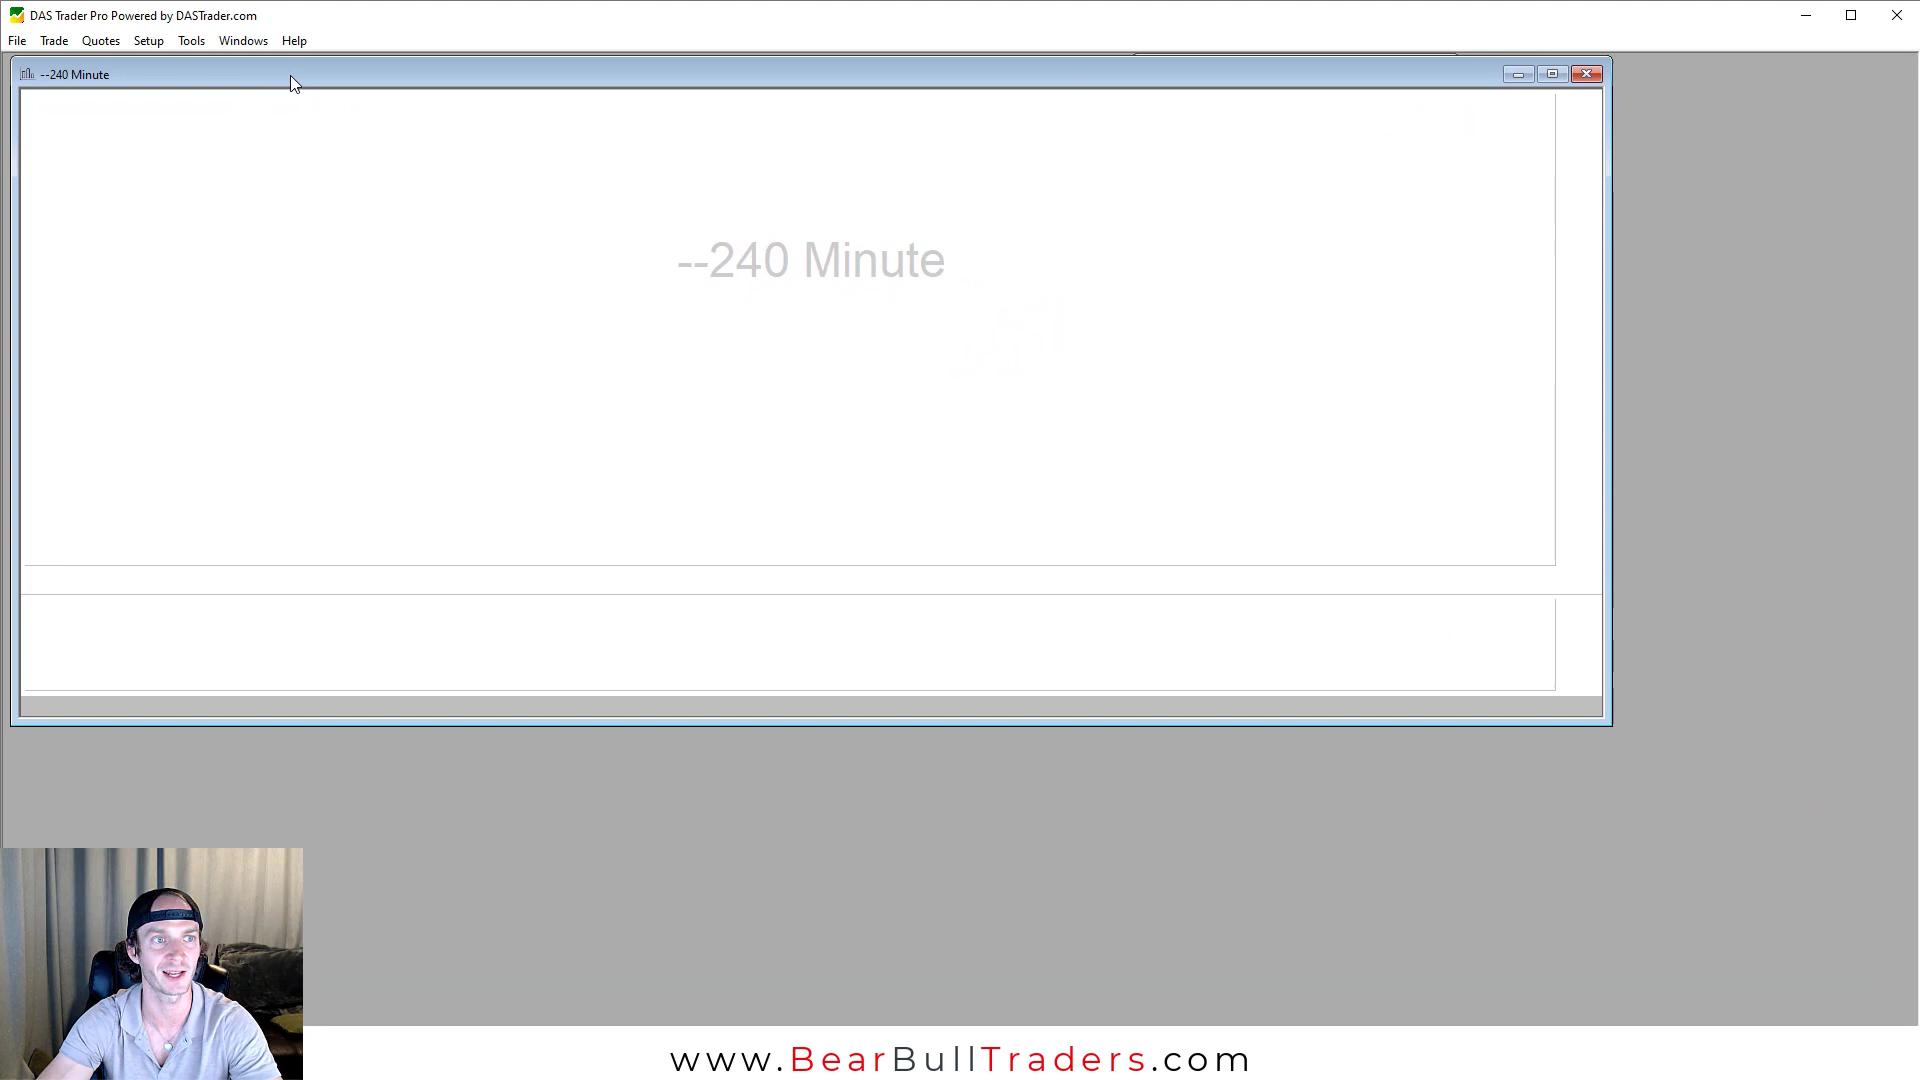 DAS Trader Pro Powered by DASTrader.com
File Trade Quotes Setup Tools Windows Help
--240 Minute
--240 Minute
www.BearBullTraders.com